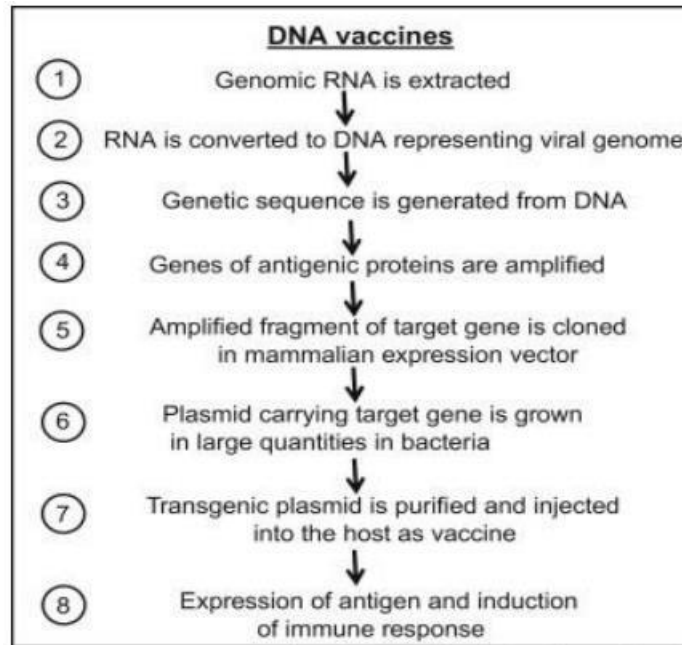 DNA vaccines
1 Genomic RNA is extracted
2 RNA is converted to DNA representing viral genome
3 Genetic sequence is generated from DNA
4 Genes of antigenic proteins are amplified
5 Amplified fragment of target gene is cloned
in mammalian expression vector
6 Plasmid carrying target gene is grown
in large quantities in bacteria
7 Transgenic plasmid is purified and injected
into the host as vaccine
8 Expression of antigen and induction
of immune response